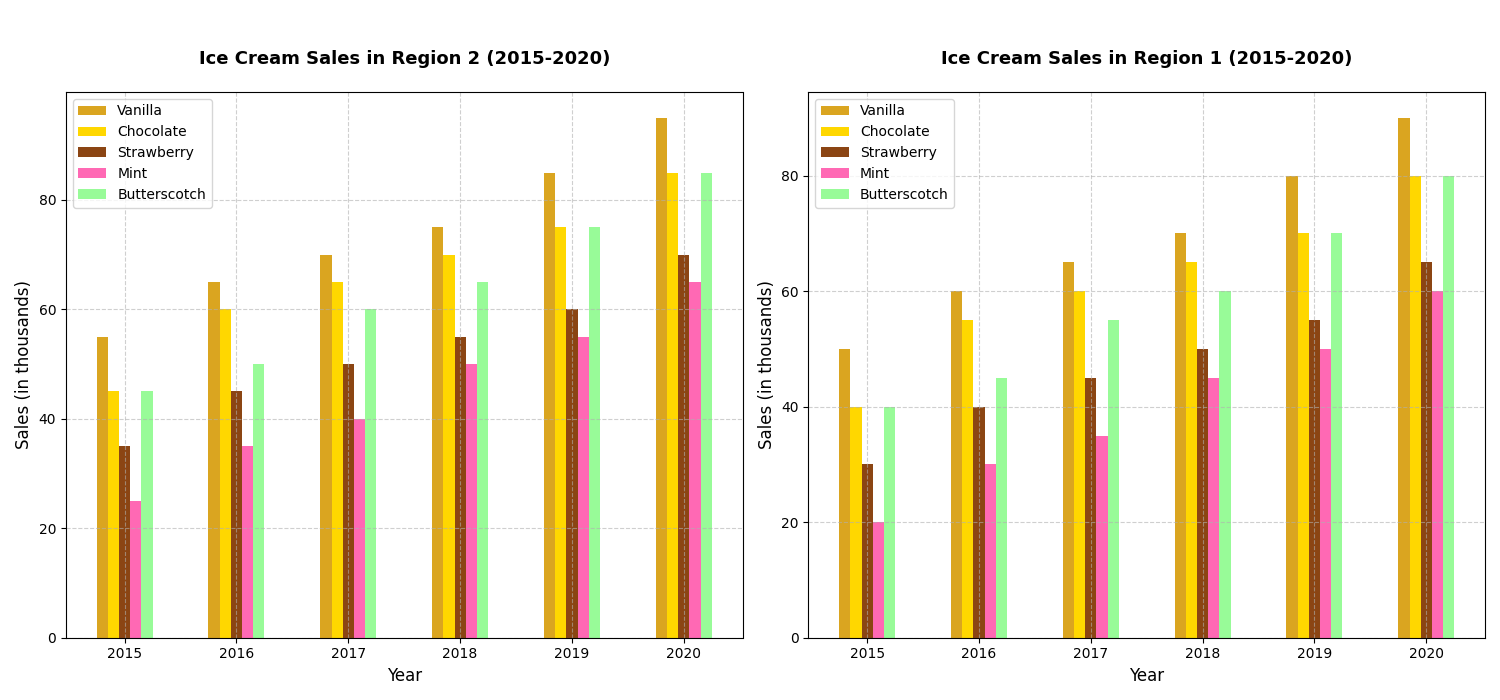 Ice Cream Sales in Region 2 (2015-2020)
Vanilla
Chocolate
Strawberry
Mint
Butterscotch
Sales (in thousands)
80
60
40
20
0
2015 2016 2017 2018 2019 2020
Year
Ice Cream Sales in Region 1 (2015-2020)
Vanilla
Chocolate
Strawberry
Mint
Butterscotch
Sales (in thousands)
80
60
40
20
0
2015 2016 2017 2018 2019 2020
Year